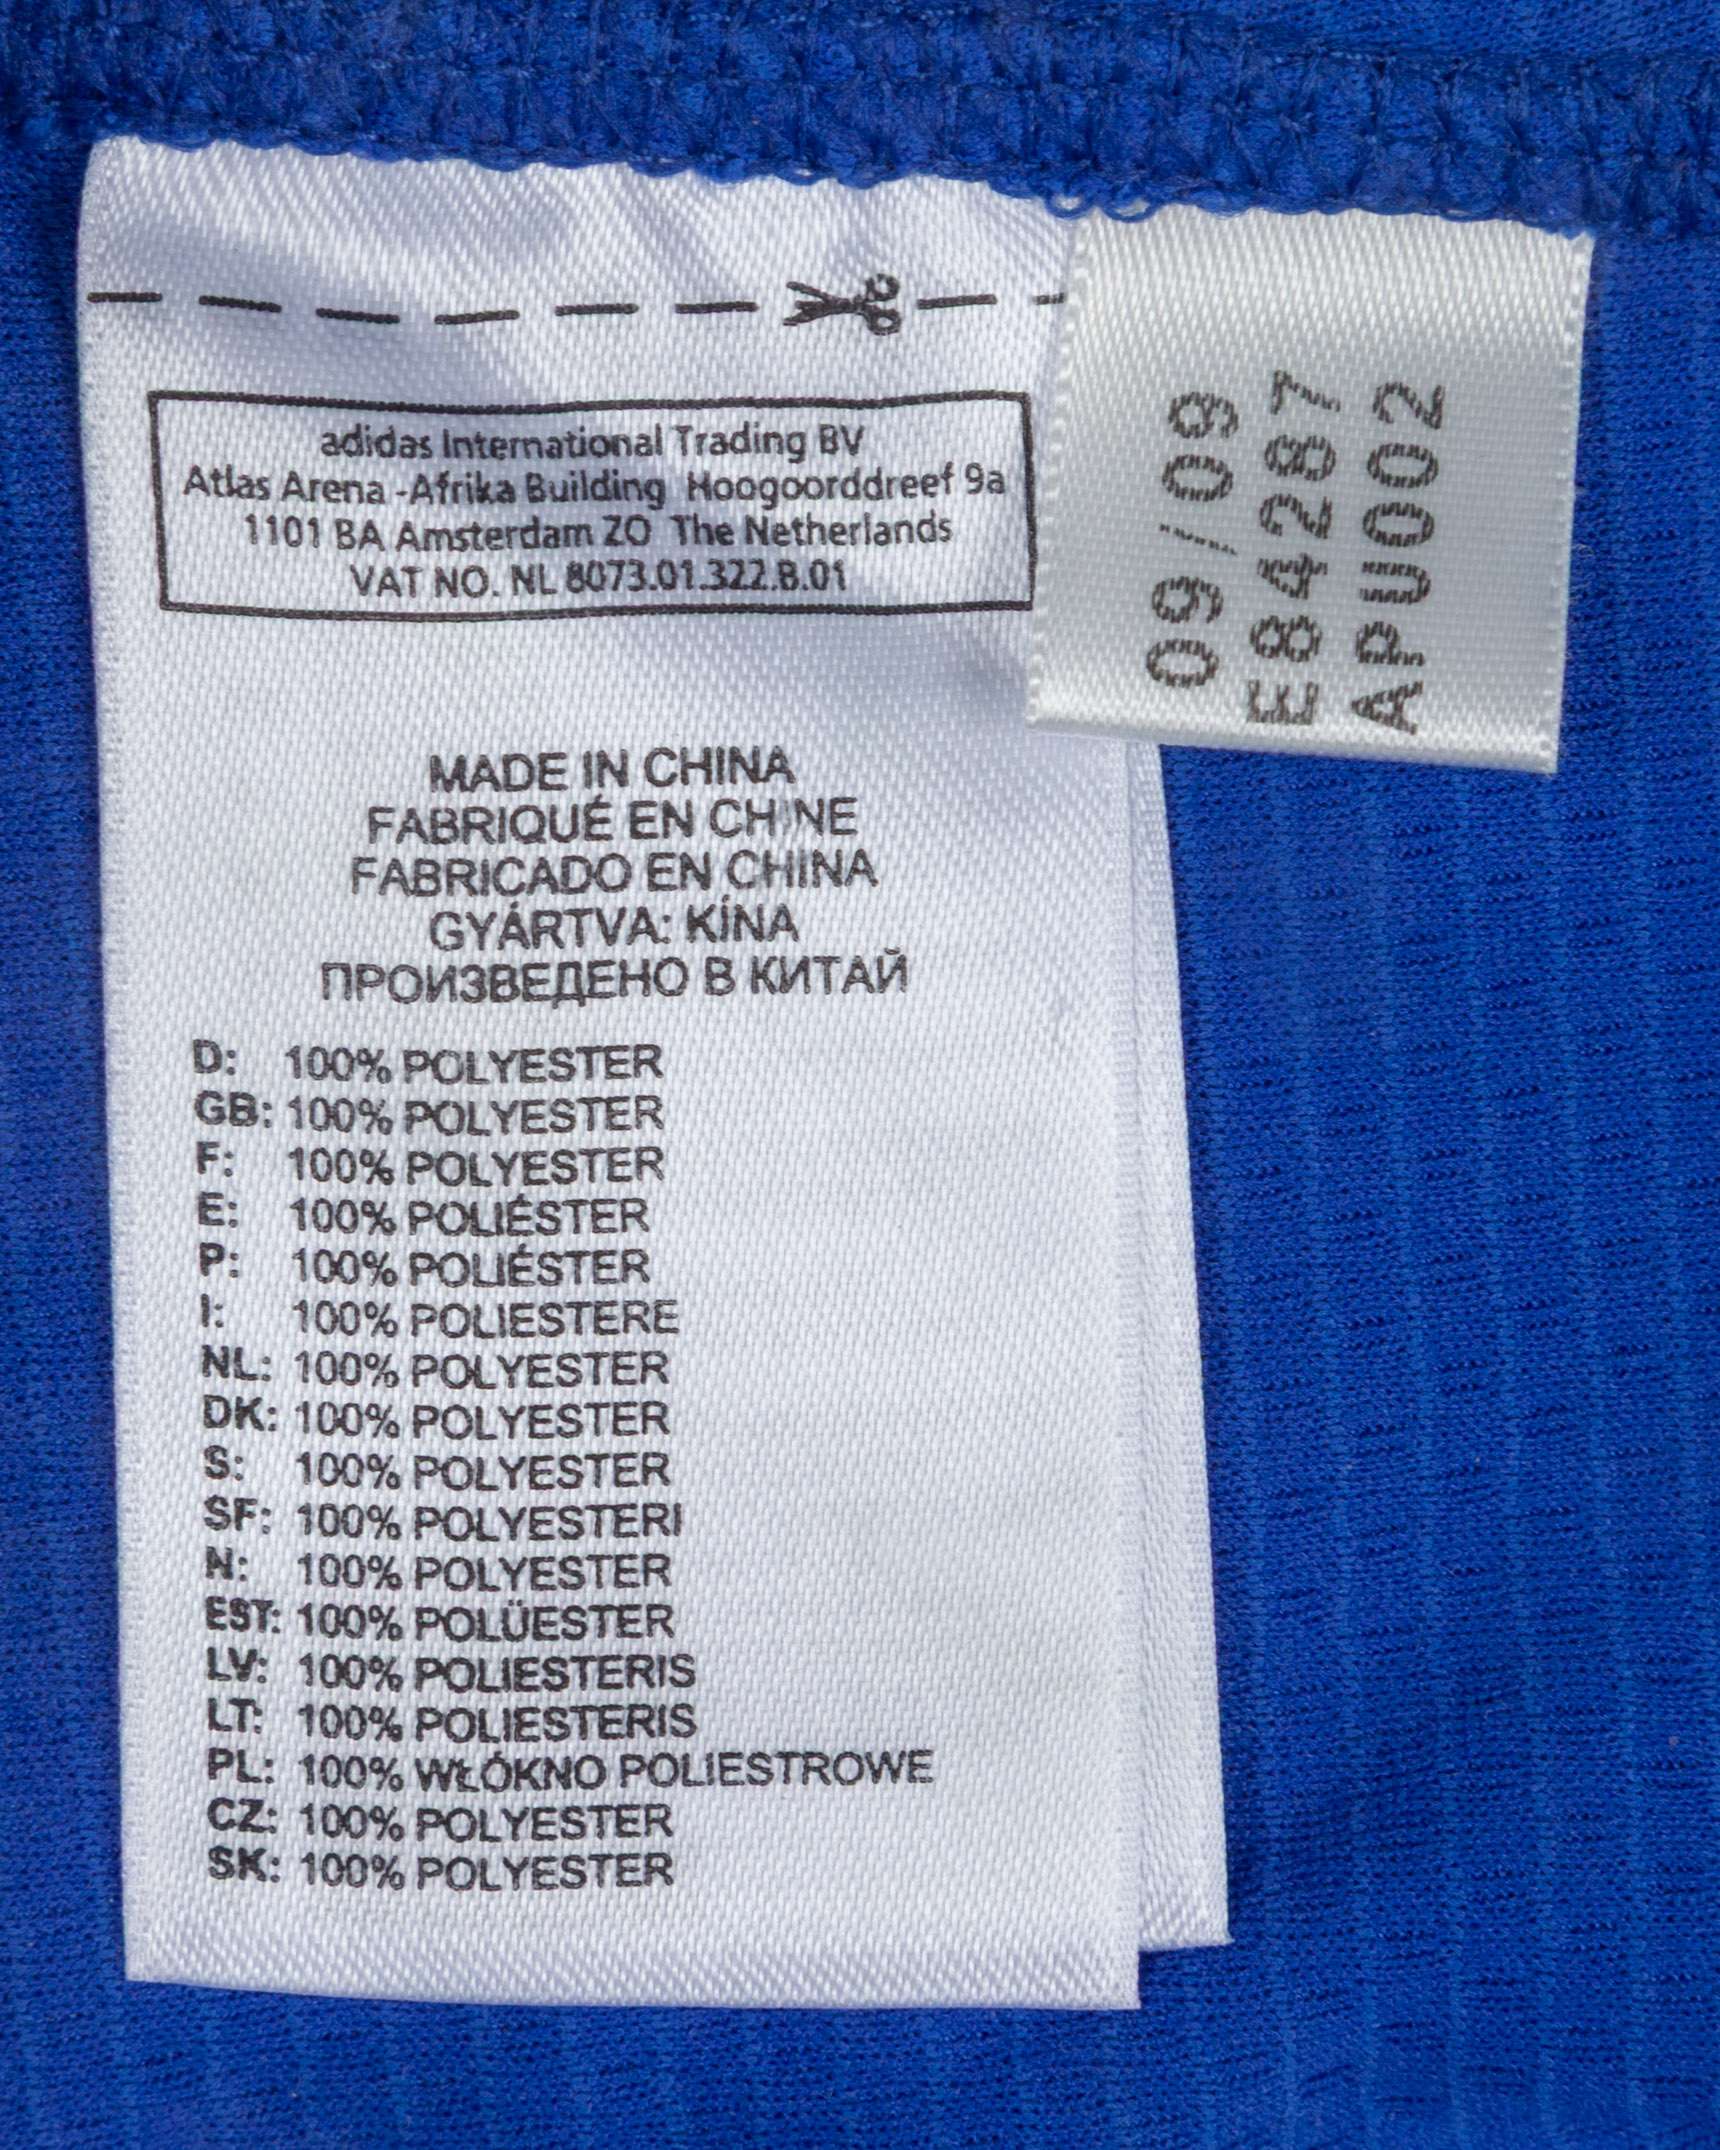 adidas International Trading BV
Atlas Arena -Afrika Building Hoogoorddreef 9a
1101 BA Amsterdam ZO The Netherlands
VAT NO. NL 8073.01.322.B.01
MADE IN CHINA
FABRIQUÉ EN CHINE
FABRICADO EN CHINA
GYÁRTVA: KÍNA
ПРОИЗВЕДЕНО В КИТАЙ
D: 100% POLYESTER
GB: 100% POLYESTER
F: 100% POLYESTER
E: 100% POLIÉSTER
P: 100% POLIÉSTER
I: 100% POLIESTERE
NL: 100% POLYESTER
DK: 100% POLYESTER
S: 100% POLYESTER
SF: 100% POLYESTERI
N: 100% POLYESTER
EST: 100% POLÜESTER
LV: 100% POLIESTERIS
LT: 100% POLIESTERIS
PL: 100% WŁÓKNO POLIESTROWE
CZ: 100% POLYESTER
SK: 100% POLYESTER
09/09
E84287
APU002